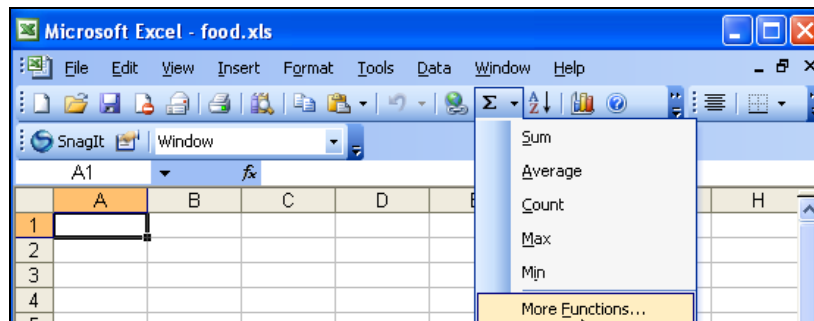 Microsoft Excel - food.xls
File Edit View Insert Format Tools Data Window Help
Σ
SnagIt Window
Sum
A1 fx
Average
A B C D H
Count
1
Max
2
3
Min
4
More Functions...